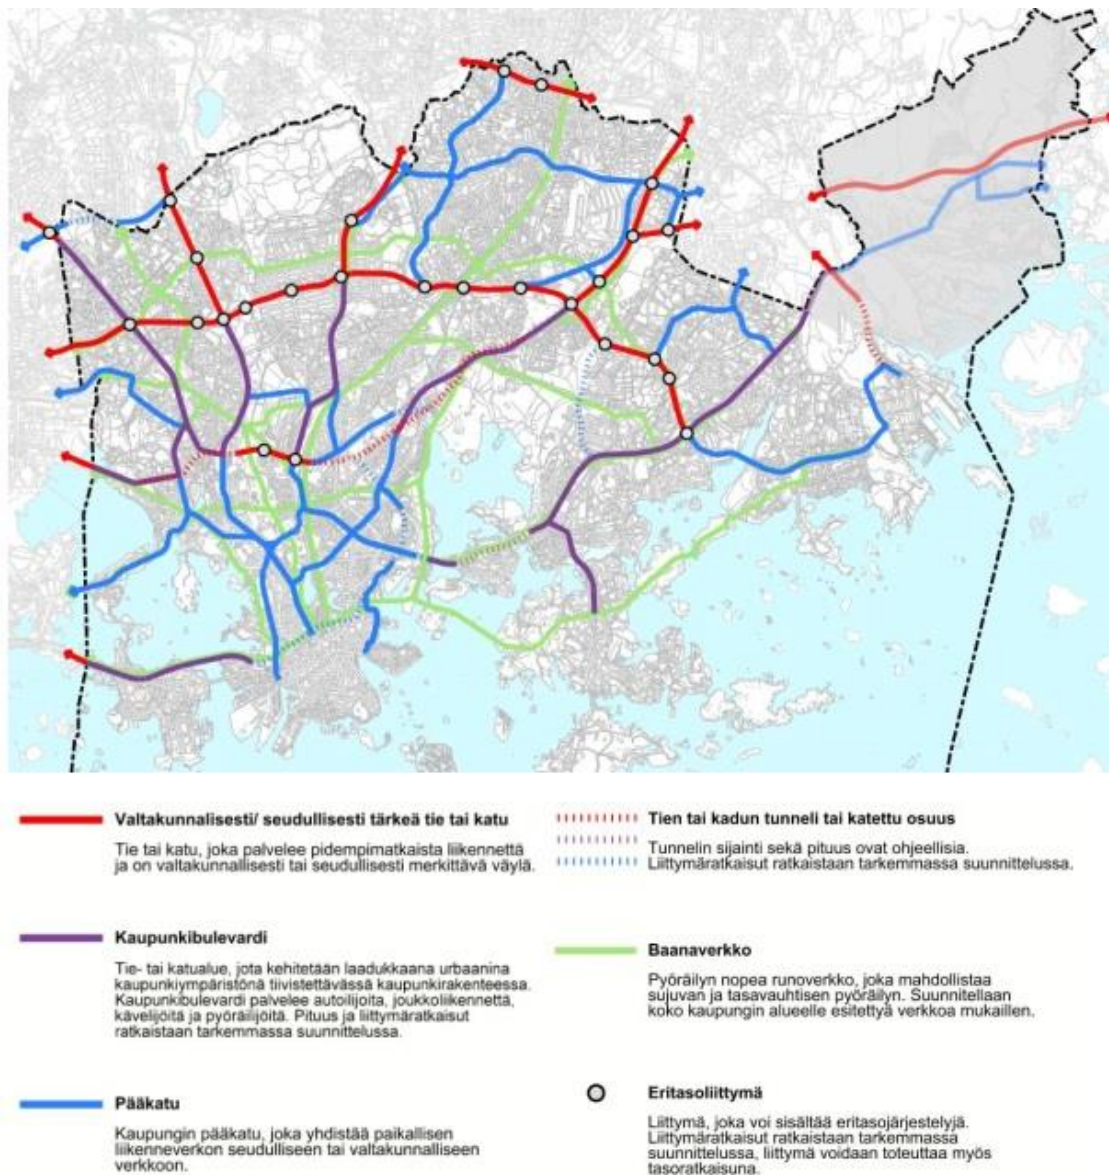 Valtakunnalisesti/ seudullisesti tärkeä tie tai katu
Tie tai katu, joka palvelee pidempimatkaista liikennettä
ja on valtakunnallisesti tai seudullisesti merkittävä väylä.
Kaupunkibulevardi
Tie- tai katualue, jota kehitetään laadukkaana urbaanina
kaupunkiympäristönä tiivistettävässä kaupunkirakenteessa.
Kaupunkibulevardi palvelee autoilijoita, joukkoliikennettä,
kävelijöitä ja pyöräilijöitä. Pituus ja liittymäratkaisut
ratkaistaan tarkemmassa suunnittelussa.
Pääkatu
Kaupungin pääkatu, joka yhdistää paikallisen
liikenneverkon seudulliseen tai valtakunnalliseen
verkkoon.
Tien tai kadun tunneli tai katettu osuus
Tunnelin sijainti sekä pituus ovat ohjeellisia.
Liittymäratkaisut ratkaistaan tarkemmassa suunnittelussa.
Baanaverkko
Pyöräilyn nopea runoverkko, joka mahdollistaa
sujuvan ja tasavauhtisen pyöräilyn. Suunnitellaan
koko kaupungin alueelle esitettyä verkkoa mukaillen.
Eritasoliittymä
Liittymä, joka voi sisältää eritasojärjestelyjä.
Liittymäratkaisut ratkaistaan tarkemmassa
suunnittelussa, liittymä voidaan toteuttaa myös
tasoratkaisuna.